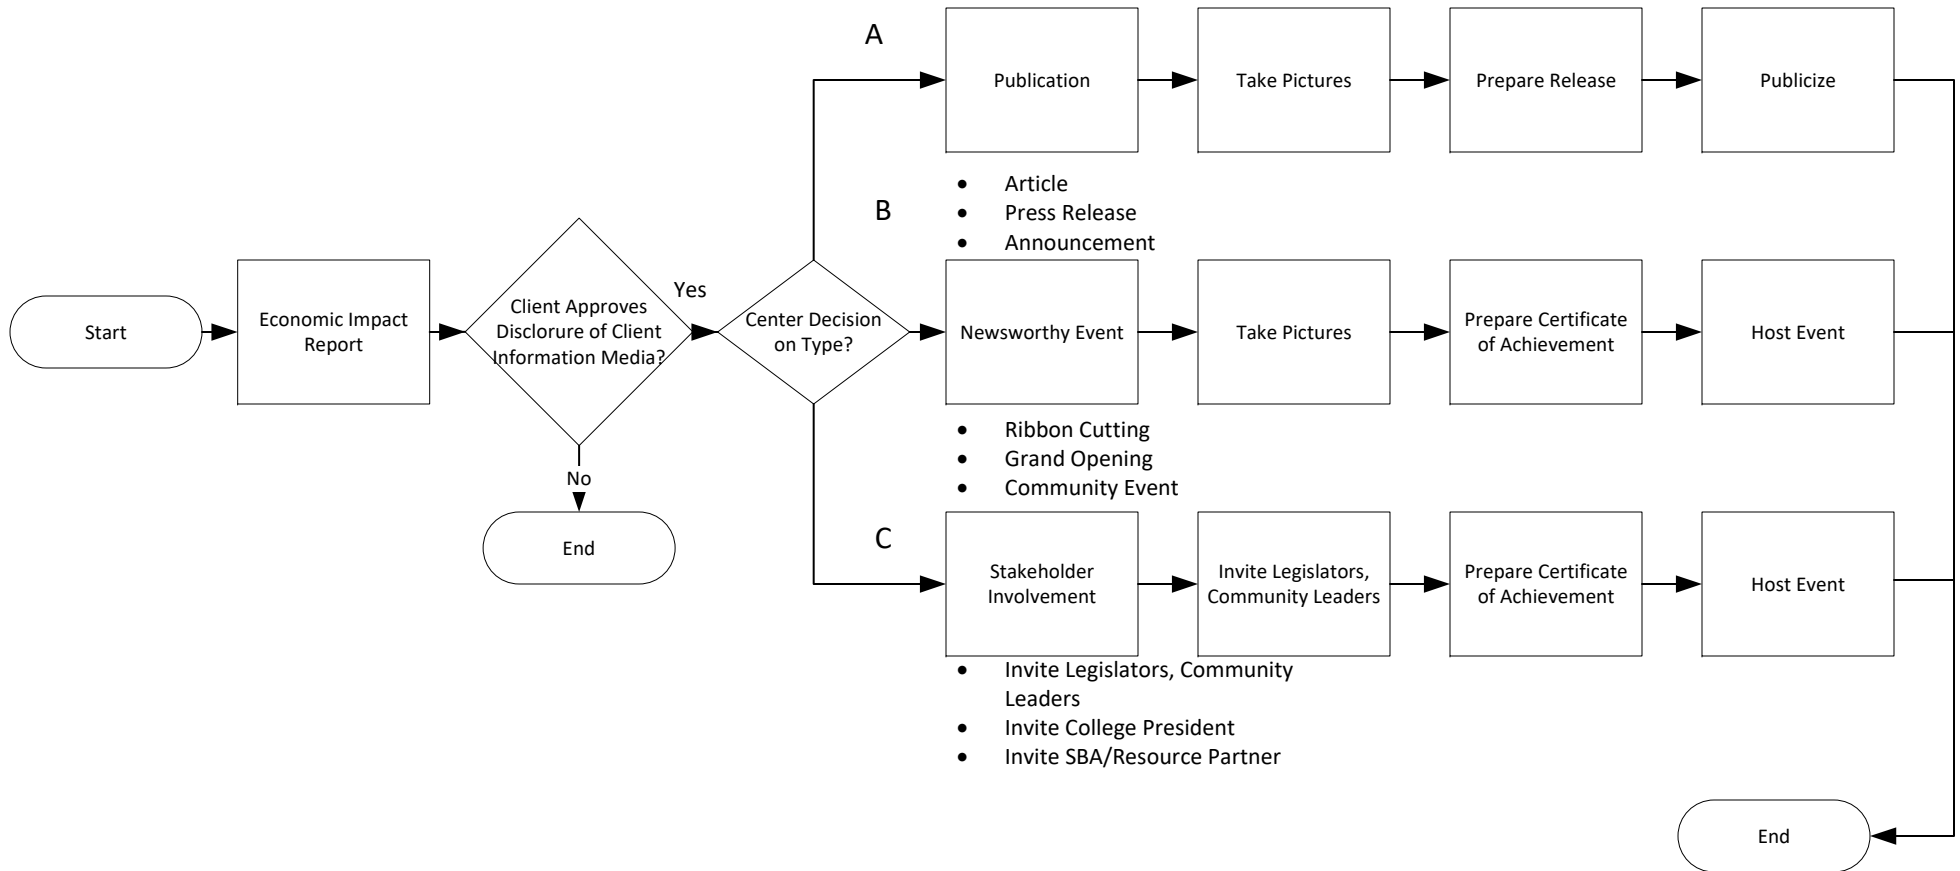 A
Publication
Take Pictures
Prepare Release
Publicize
• Article
• Press Release
• Announcement
B
Start
Economic Impact
Report
Client Approves
Disclorure of Client
Information Media?
Yes
No
End
Center Decision
on Type?
Newsworthy Event
Take Pictures
Prepare Certificate
of Achievement
Host Event
• Ribbon Cutting
• Grand Opening
• Community Event
C
Stakeholder
Involvement
Invite Legislators,
Community Leaders
Prepare Certificate
of Achievement
Host Event
• Invite Legislators, Community
Leaders
• Invite College President
• Invite SBA/Resource Partner
End